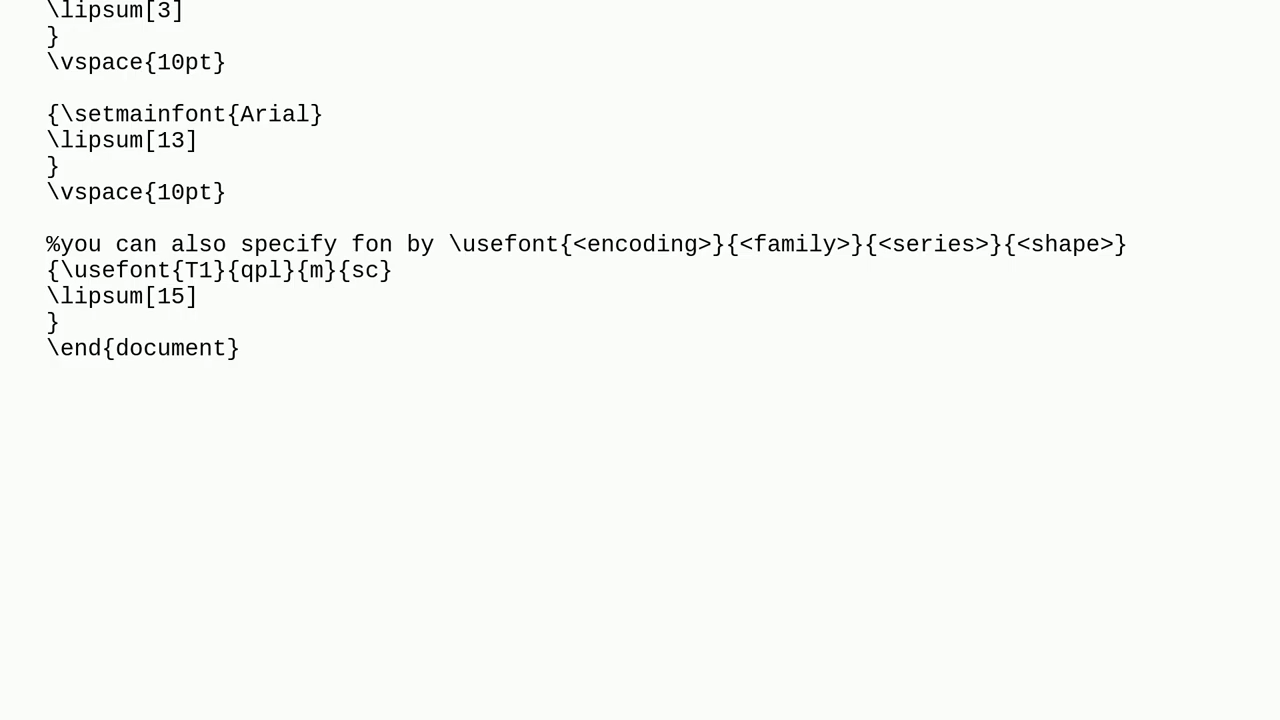 \lipsum[3]
}
\vspace{10pt}
{\setmainfont{Arial}
\lipsum[13]
}
\vspace{10pt}
%you can also specify fon by \usefont{<encoding>}{<family>}{<series>}{<shape>}
{\usefont{T1}{qpl}{m}{sc}
\lipsum[15]
}
\end{document}